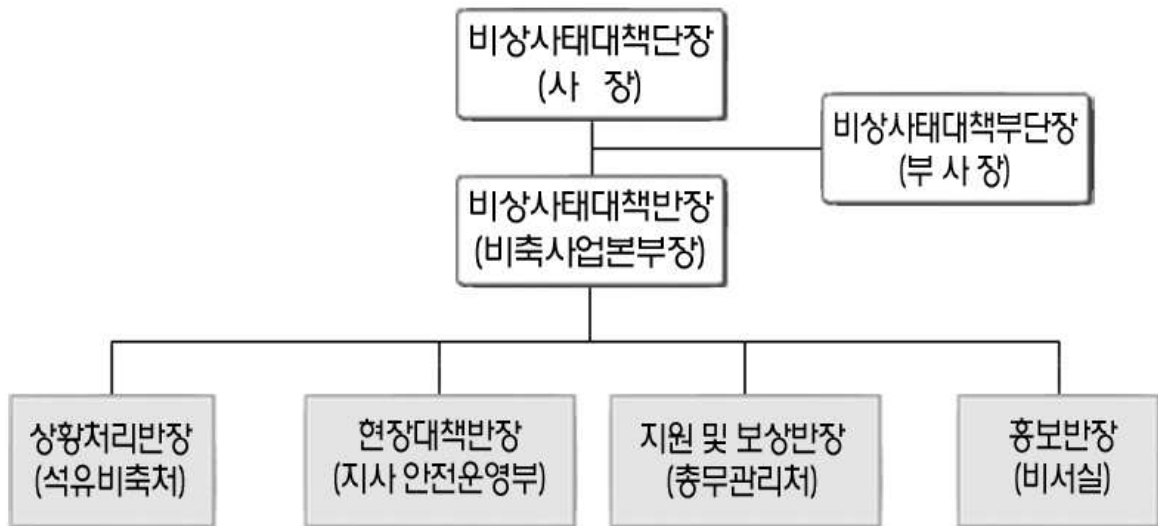 비상사태대책단장
(사 장)
비상사태대책부단장
(부 사 장)
비상사태대책반장
(비축사업본부장)
상황처리반장
(석유비축처)
현장대책반장
(지사 안전운영부)
지원 및 보상반장
(총무관리처)
홍보반장
(비서실)